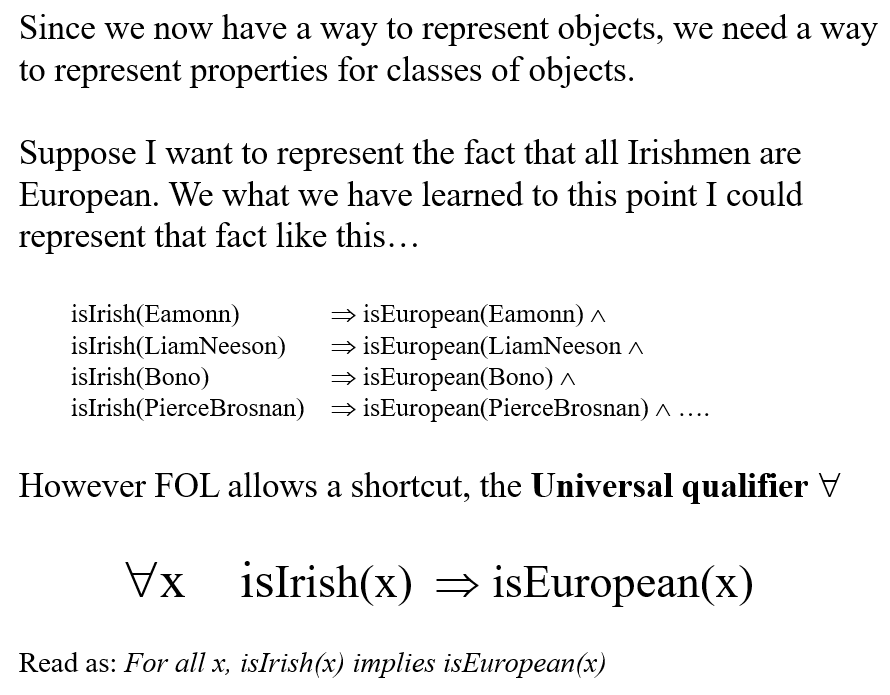 Since we now have a way to represent objects, we need a way
to represent properties for classes of objects.
Suppose I want to represent the fact that all Irishmen are
European. We what we have learned to this point I could
represent that fact like this…
isIrish(Eamonn) ⇒ isEuropean(Eamonn) ∧
isIrish(LiamNeeson) ⇒ isEuropean(LiamNeeson ∧
isIrish(Bono) ⇒ isEuropean(Bono) ∧
isIrish(PierceBrosnan) ⇒ isEuropean(PierceBrosnan) ∧ ….
However FOL allows a shortcut, the Universal qualifier ∀
∀x isIrish(x) ⇒ isEuropean(x)
Read as: For all x, isIrish(x) implies isEuropean(x)